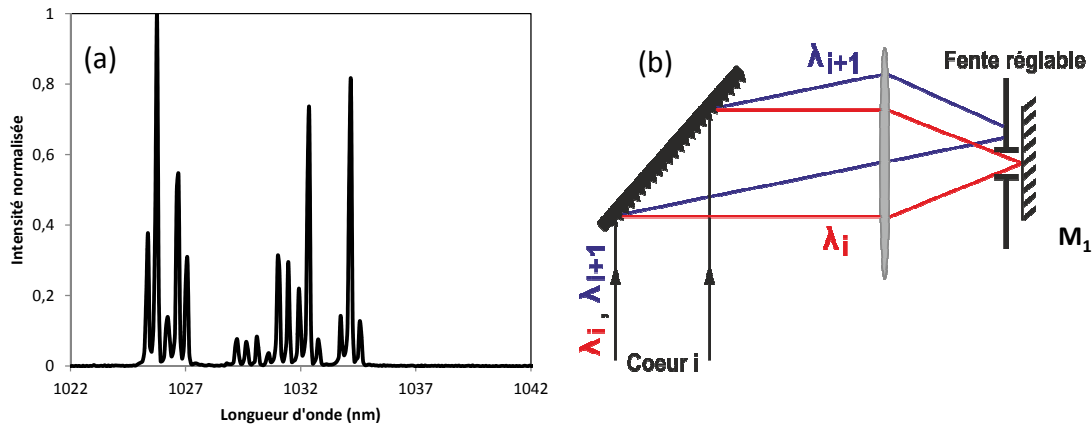 (a)
Intensité normalisée
1
0,8
0,6
0,4
0,2
0
1022
1027
1032
1037
1042
Longueur d'onde (nm)
(b)
λi+1
Fente réglable
λi
M1
λi , λi+1
Coeur i